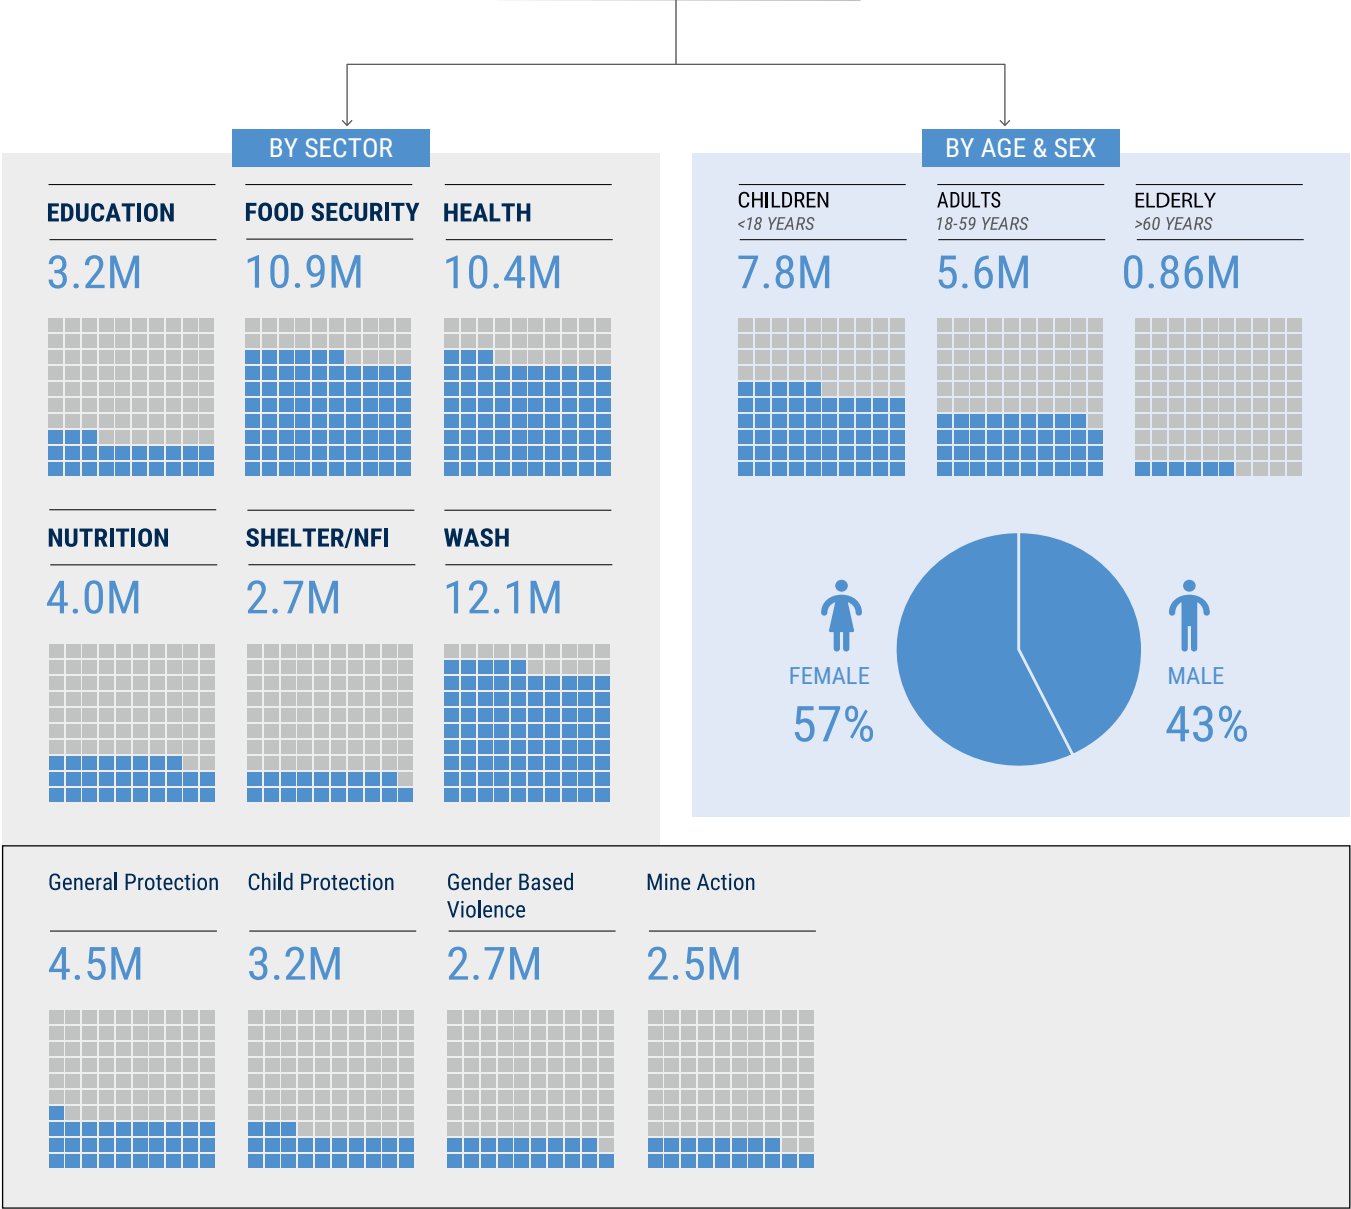 BY SECTOR
EDUCATION
3.2M
FOOD SECURITY
10.9M
HEALTH
10.4M
NUTRITION
4.0M
SHELTER/NFI
2.7M
WASH
12.1M
BY AGE & SEX
CHILDREN
<18 YEARS
7.8M
ADULTS
18-59 YEARS
5.6M
ELDERLY
>60 YEARS
0.86M
FEMALE
57%
MALE
43%
General Protection
4.5M
Child Protection
3.2M
Gender Based
Violence
2.7M
Mine Action
2.5M